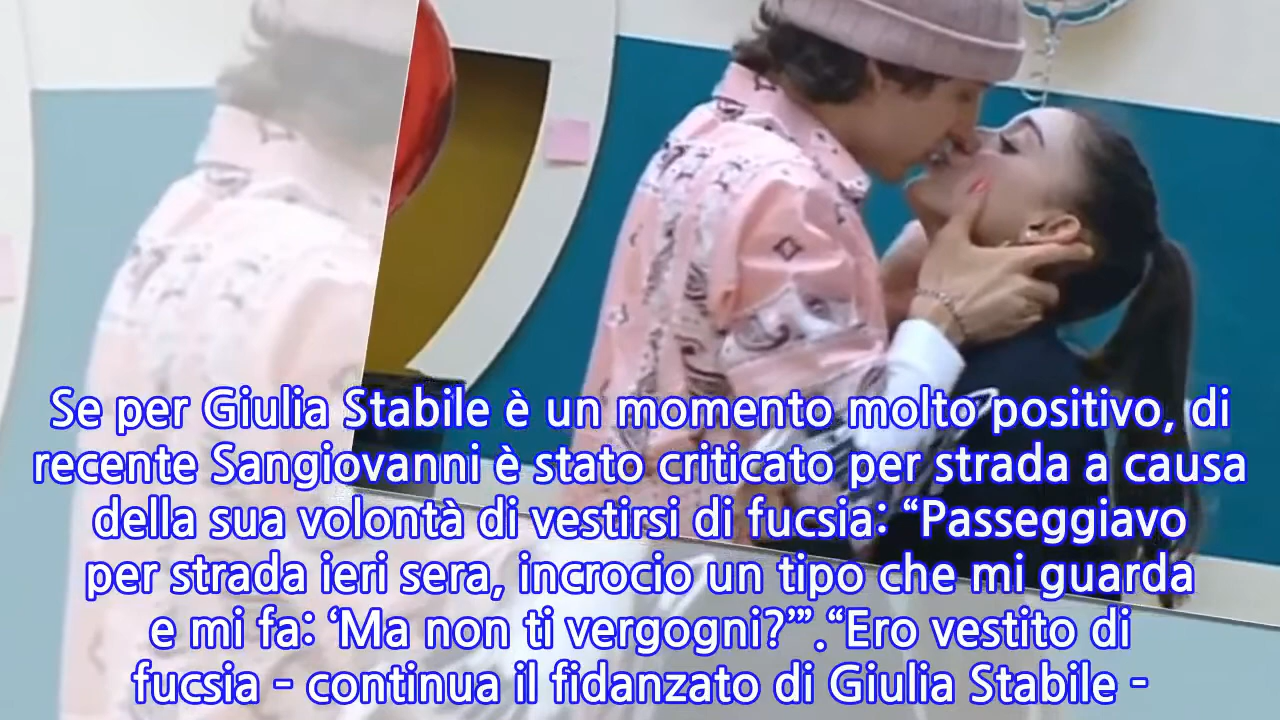 Se per Giulia Stabile è un momento molto positivo, di
recente Sangiovanni è stato criticato per strada a causa
della sua volontà di vestirsi di fucsia: “Passeggiavo
per strada ieri sera, incrocio un tipo che mi guarda
e mi fa: ‘Ma non ti vergogni?’”.“Ero vestito di
fucsia - continua il fidanzato di Giulia Stabile -